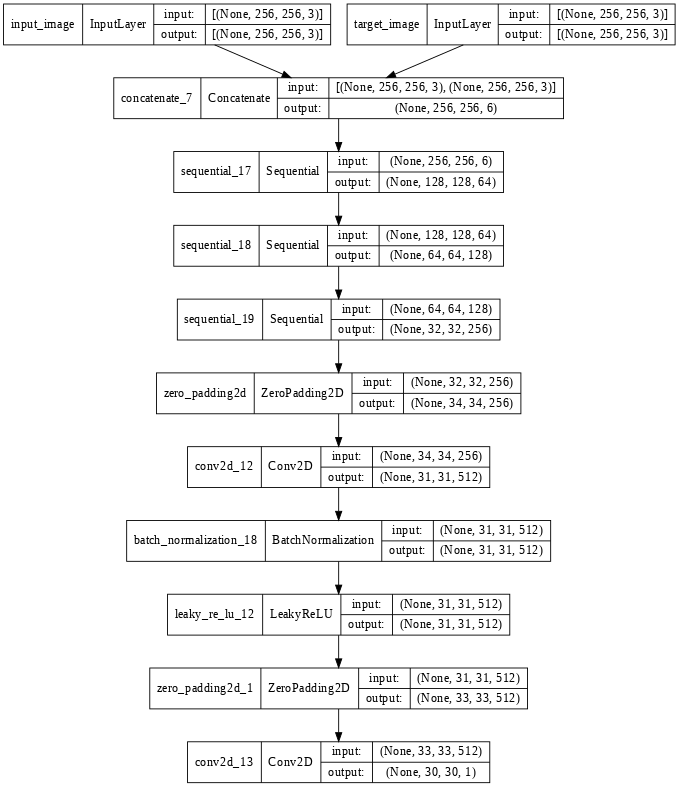 input_image InputLayer input: [(None, 256, 256, 3)]
output: [(None, 256, 256, 3)]
target_image InputLayer input: [(None, 256, 256, 3)]
output: [(None, 256, 256, 3)]
concatenate_7 Concatenate input: [(None, 256, 256, 3), (None, 256, 256, 3)]
output: (None, 256, 256, 6)
sequential_17 Sequential input: (None, 256, 256, 6)
output: (None, 128, 128, 64)
sequential_18 Sequential input: (None, 128, 128, 64)
output: (None, 64, 64, 128)
sequential_19 Sequential input: (None, 64, 64, 128)
output: (None, 32, 32, 256)
zero_padding2d ZeroPadding2D input: (None, 32, 32, 256)
output: (None, 34, 34, 256)
conv2d_12 Conv2D input: (None, 34, 34, 256)
output: (None, 31, 31, 512)
batch_normalization_18 BatchNormalization input: (None, 31, 31, 512)
output: (None, 31, 31, 512)
leaky_re_lu_12 LeakyReLU input: (None, 31, 31, 512)
output: (None, 31, 31, 512)
zero_padding2d_1 ZeroPadding2D input: (None, 31, 31, 512)
output: (None, 33, 33, 512)
conv2d_13 Conv2D input: (None, 33, 33, 512)
output: (None, 30, 30, 1)